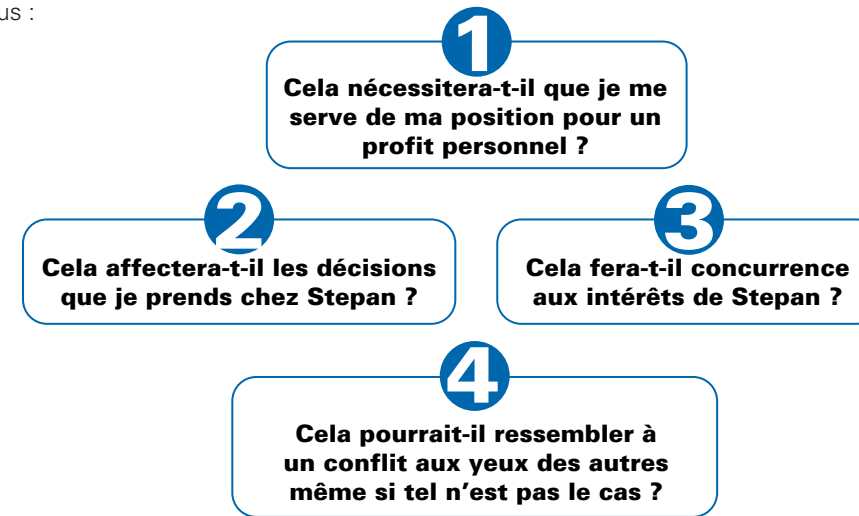 us :
1
Cela nécessitera-t-il que je me
serve de ma position pour un
profit personnel ?
2
Cela affectera-t-il les décisions
que je prends chez Stepan ?
3
Cela fera-t-il concurrence
aux intérêts de Stepan ?
4
Cela pourrait-il ressembler à
un conflit aux yeux des autres
même si tel n’est pas le cas ?